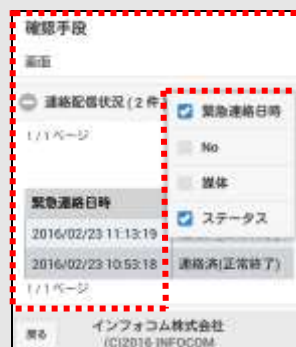 確認手段
画面
連絡配信状況 ( 2 件
1 / 1 ページ
緊急連絡日時
No
媒体
ステータス
緊急連絡日時
2016/02/23 11:13:19
2016/02/23 10:53:18 連絡済(正常終了)
1 / 1 ページ
戻る
インフォコム株式会社
(C)2016 INFOCOM